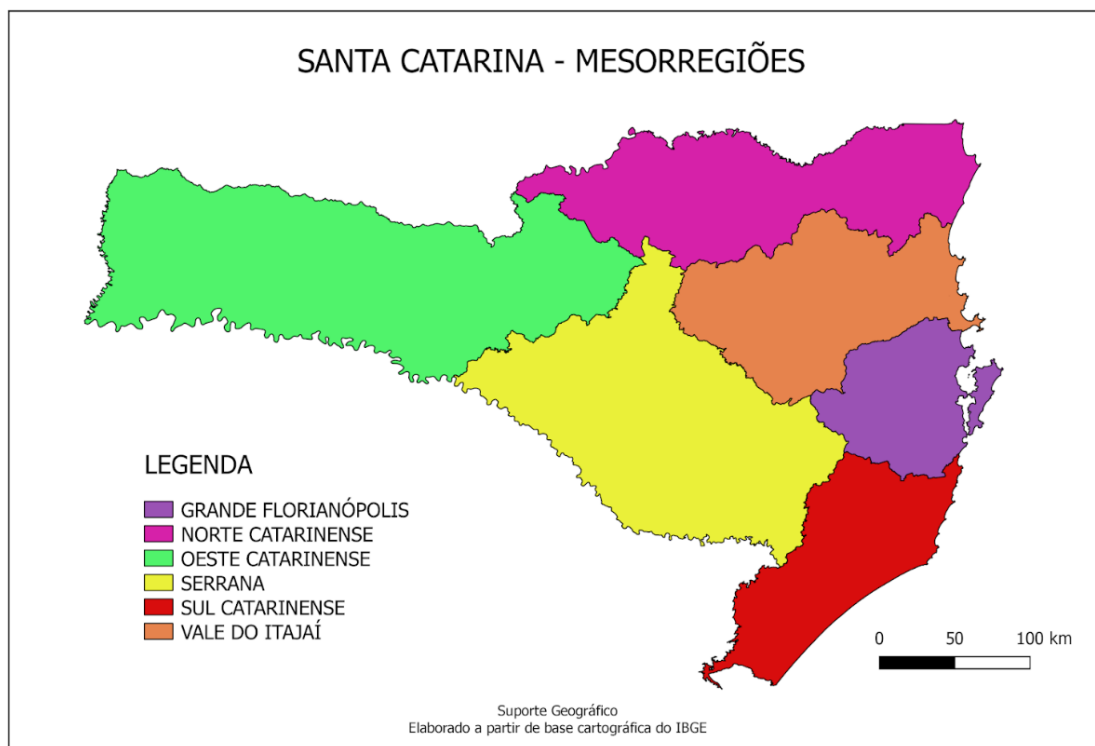 SANTA CATARINA - MESORREGIÕES
LEGENDA
GRANDE FLORIANÓPOLIS
NORTE CATARINENSE
OESTE CATARINENSE
SERRANA
SUL CATARINENSE
VALE DO ITAJAÍ
0 50 100 km
Suporte Geográfico
Elaborado a partir de base cartográfica do IBGE